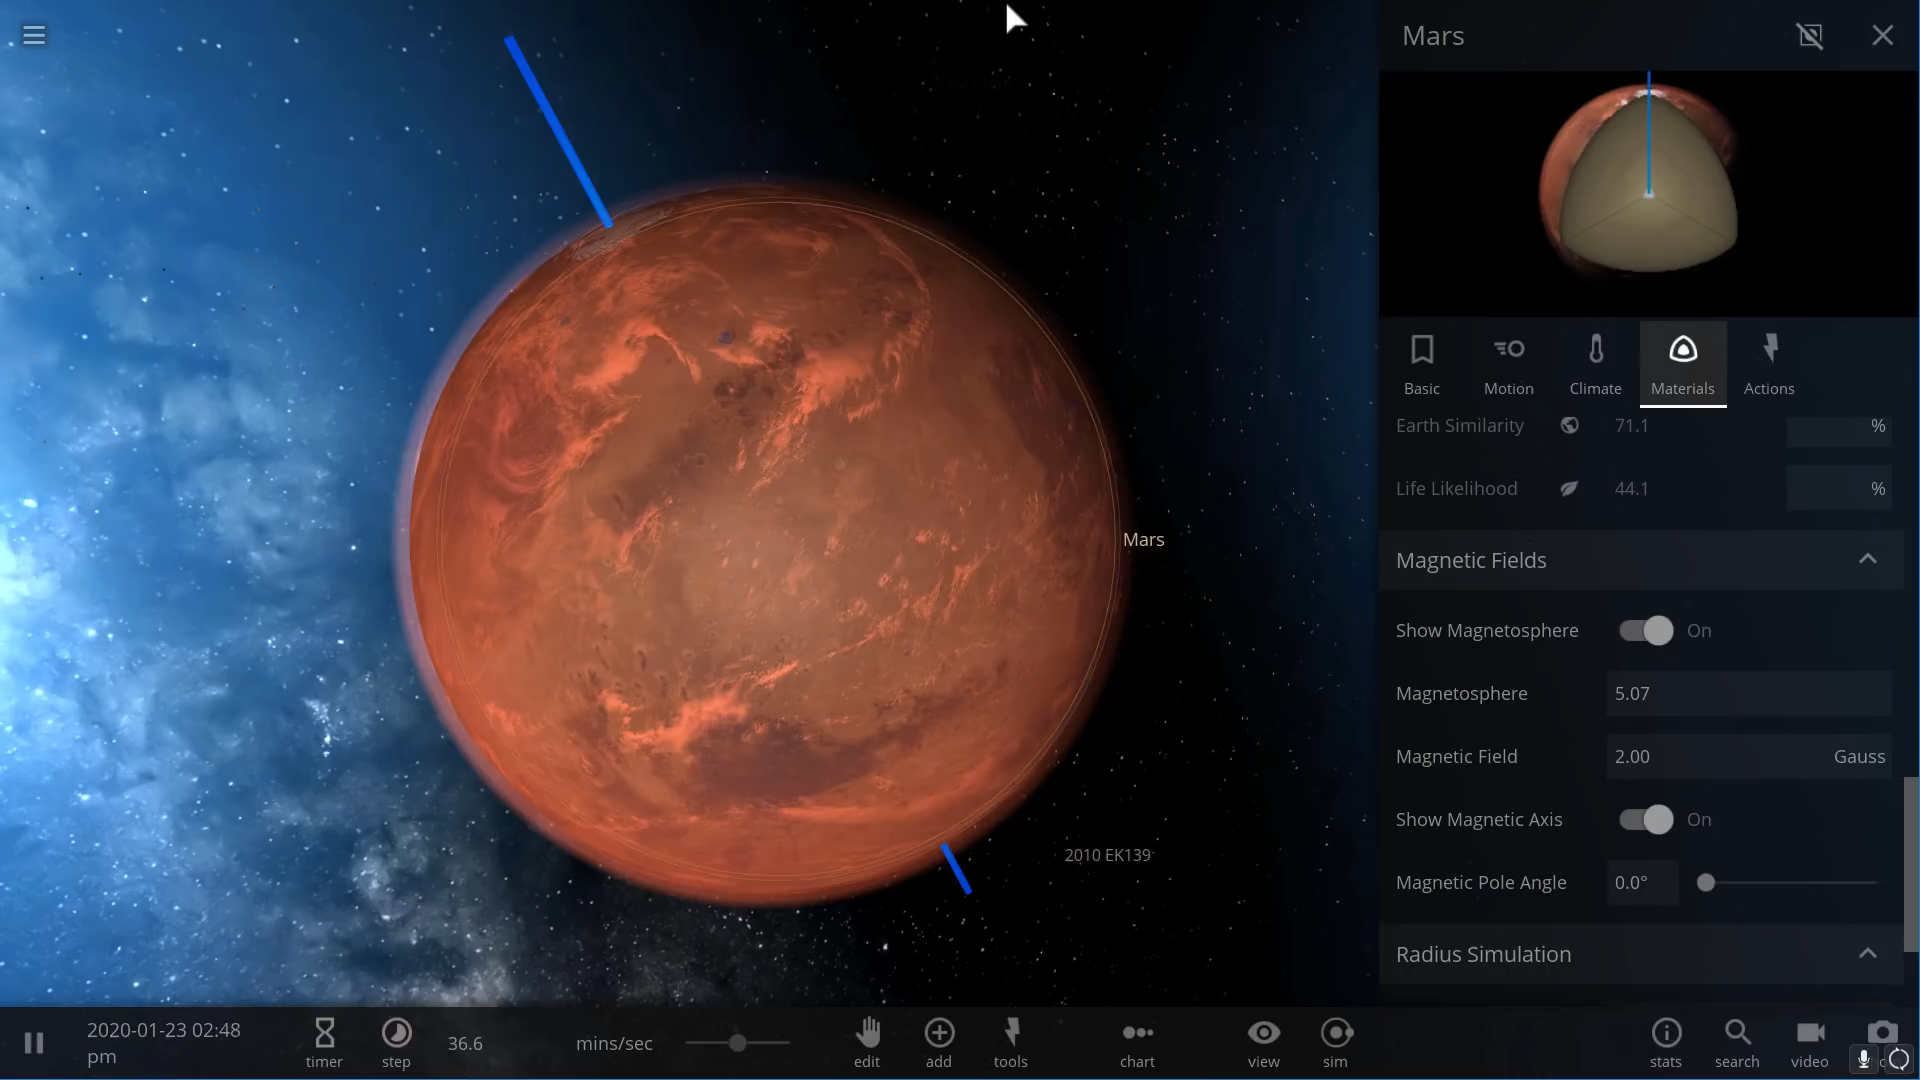 Mars
Basic
Motion
Climate
Materials
Actions
Earth Similarity 71.1 %
Life Likelihood 44.1 %
Mars
Magnetic Fields
Show Magnetosphere On
Magnetosphere 5.07
Magnetic Field 2.00 Gauss
Show Magnetic Axis On
2010 EK139
Magnetic Pole Angle 0.0°
Radius Simulation
2020-01-23 02:48
pm
timer
step
36.6
mins/sec
edit
add
tools
chart
view
sim
stats
search
video